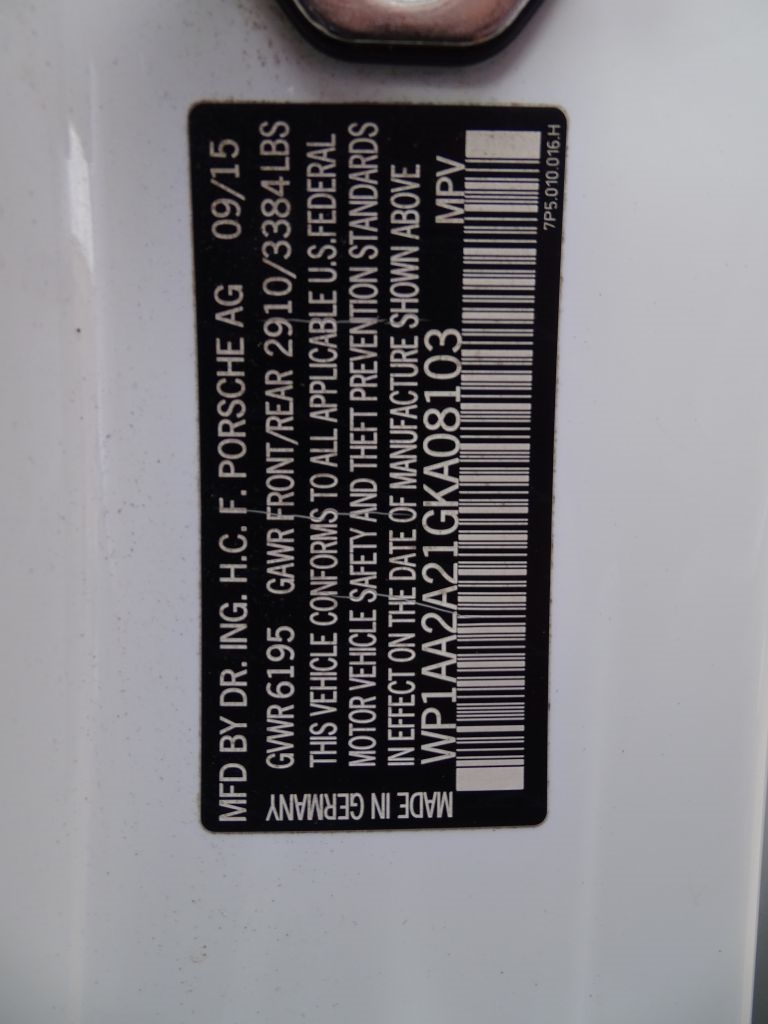 MFD BY DR. ING. H.C. F. PORSCHE AG 09/15
GVWR 6195 GAWR FRONT/REAR 2910/3384 LBS
THIS VEHICLE CONFORMS TO ALL APPLICABLE U.S.FEDERAL
MOTOR VEHICLE SAFETY AND THEFT PREVENTION STANDARDS
IN EFFECT ON THE DATE OF MANUFACTURE SHOWN ABOVE
WP1AA2A21GKA08103 MPV
MADE IN GERMANY
7P5.010.016.H